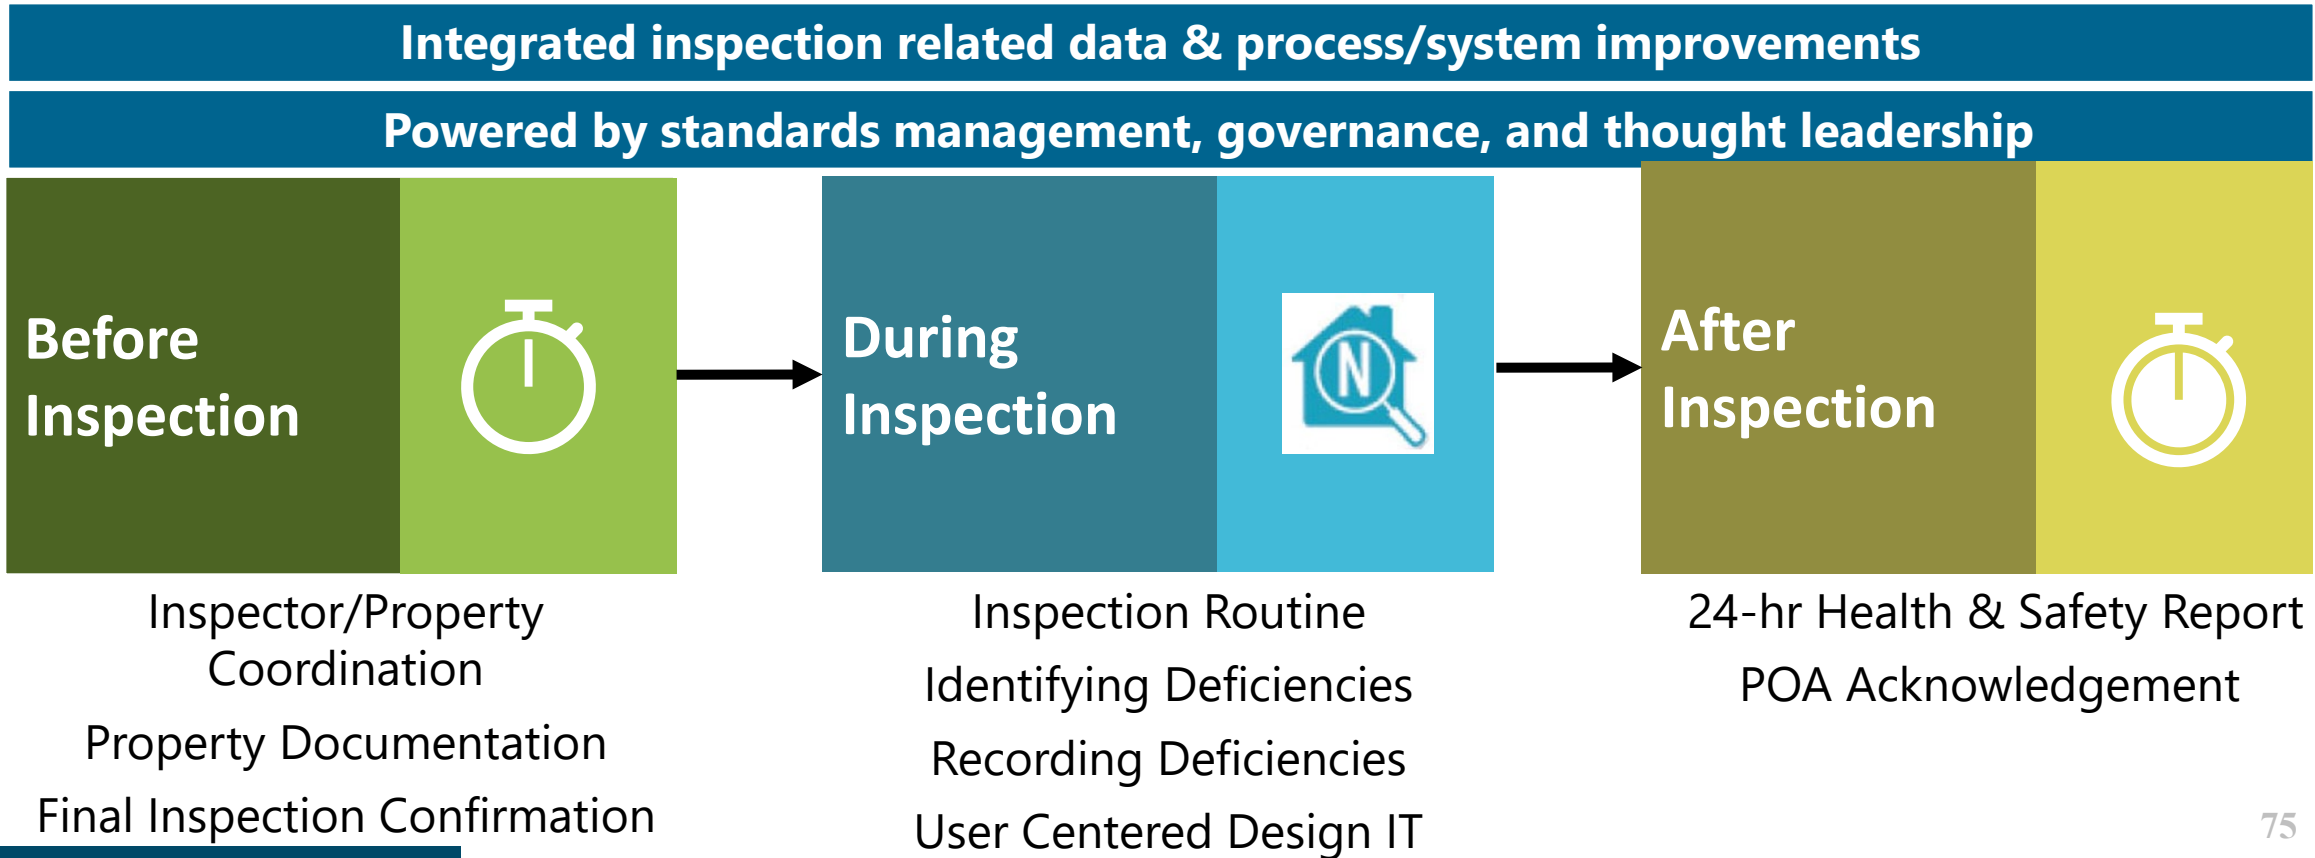 Integrated inspection related data & process/system improvements
Powered by standards management, governance, and thought leadership
Before
Inspection
During
Inspection
N
After
Inspection
Inspector/Property
Coordination
Property Documentation
Final Inspection Confirmation
Inspection Routine
Identifying Deficiencies
Recording Deficiencies
User Centered Design IT
24-hr Health & Safety Report
POA Acknowledgement
75